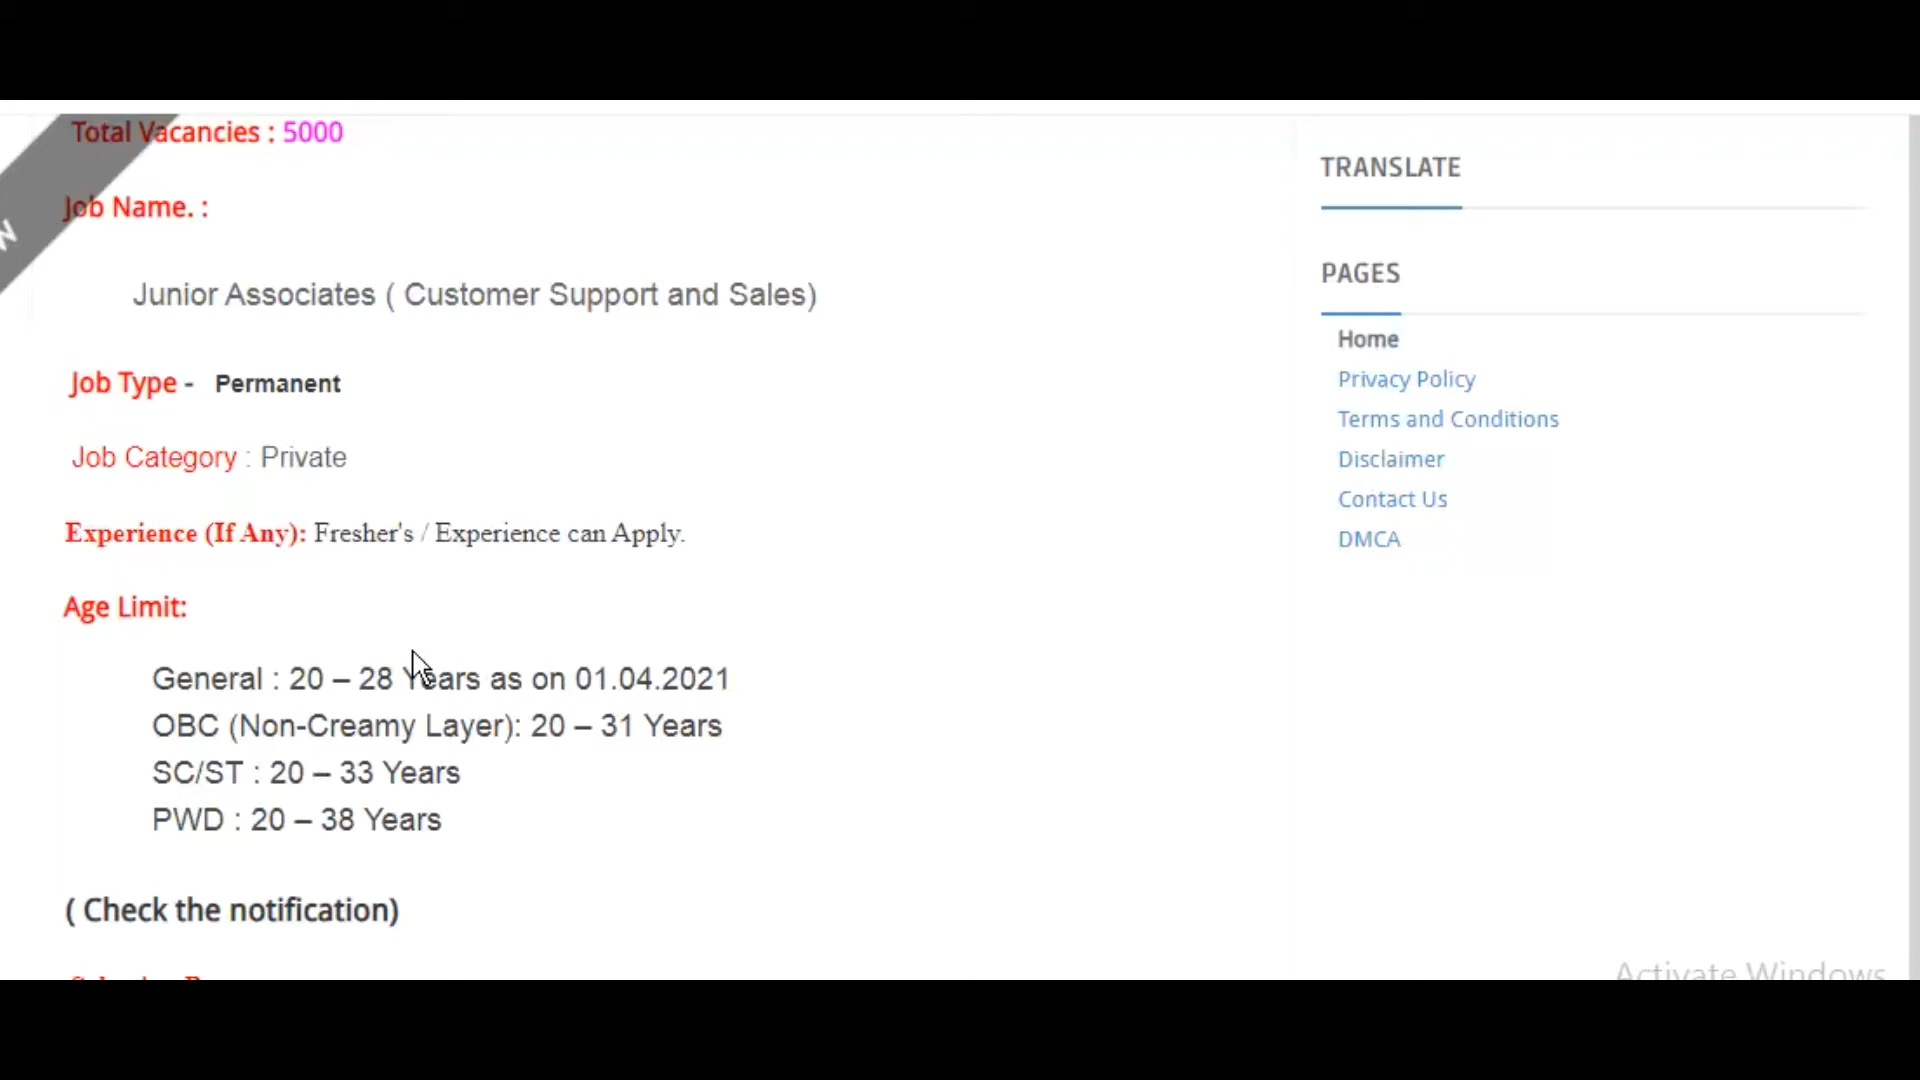 Total Vacancies : 5000
Job Name. :
Junior Associates ( Customer Support and Sales)
Job Type - Permanent
Job Category : Private
Experience (If Any): Fresher's / Experience can Apply.
Age Limit:
General : 20 – 28 Years as on 01.04.2021
OBC (Non-Creamy Layer): 20 – 31 Years
SC/ST : 20 – 33 Years
PWD : 20 – 38 Years
( Check the notification)
TRANSLATE
PAGES
Home
Privacy Policy
Terms and Conditions
Disclaimer
Contact Us
DMCA
Activate Windows